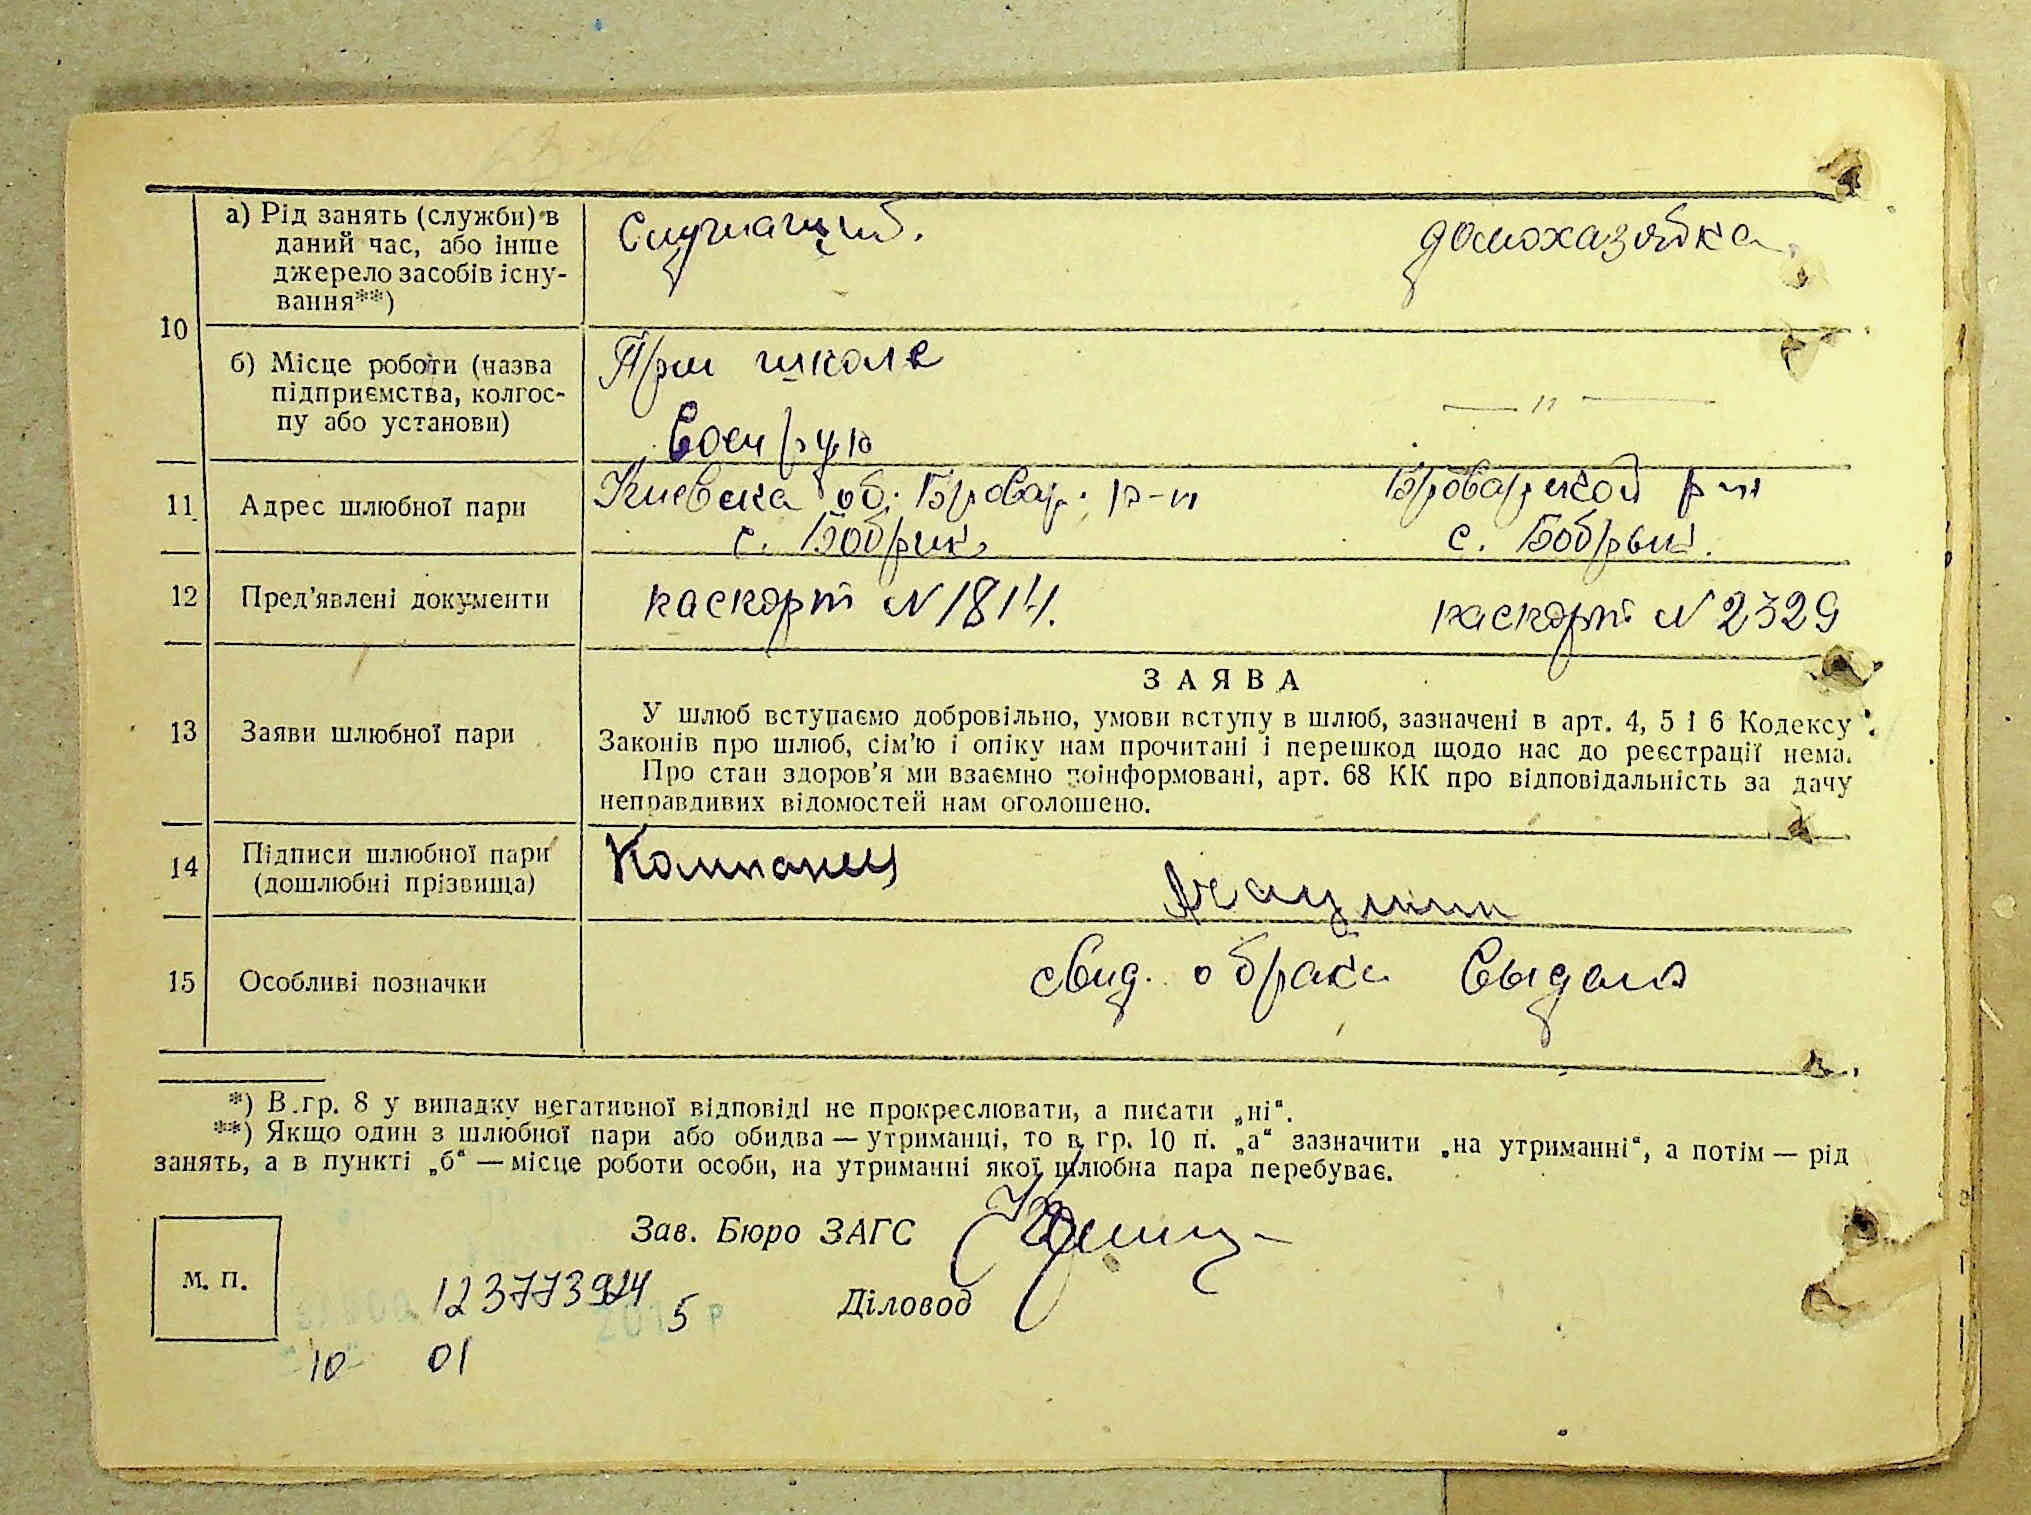 10
а) Рід занять (служби) в
даний час, або інше
джерело засобів існу-
вання**)
Служащий.
домохазяйка
б) Місце роботи (назва
підприємства, колгос-
пу або установи)
При школе
— " —
11
Адрес шлюбної пари
Киевска об. Бровар. р-н
с. Бобрик
Броварской р-н
с. Бобрык.
12
Пред'явлені документи
паспорт N 1814.
паспорт N 2329
13
Заяви шлюбної пари
ЗАЯВА
У шлюб вступаємо добровільно, умови вступу в шлюб, зазначені в арт. 4, 5 і 6 Кодексу
Законів про шлюб, сім'ю і опіку нам прочитані і перешкод щодо нас до реєстрації нема.
Про стан здоров'я ми взаємно поінформовані, арт. 68 КК про відповідальність за дачу
неправдивих відомостей нам оголошено.
14
Підписи шлюбної пари
(дошлюбні прізвища)
Компанец
15
Особливі позначки
свид. о браке выдано
*) В гр. 8 у випадку негативної відповіді не прокреслювати, а писати „ні“.
**) Якщо один з шлюбної пари або обидва — утриманці, то в гр. 10 п. „а“ зазначити „на утриманні“, а потім — рід
занять, а в пункті „б“ — місце роботи особи, на утриманні якої шлюбна пара перебуває.
Зав. Бюро ЗАГС
М. П.
Діловод
5
10 01